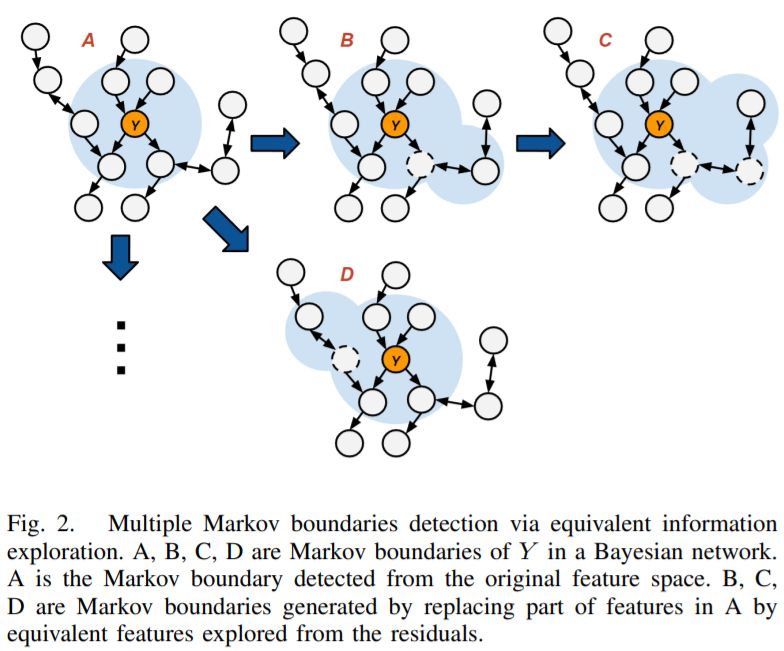 A
B
C
Y
Y
Y
D
Y
Fig. 2. Multiple Markov boundaries detection via equivalent information
exploration. A, B, C, D are Markov boundaries of Y in a Bayesian network.
A is the Markov boundary detected from the original feature space. B, C,
D are Markov boundaries generated by replacing part of features in A by
equivalent features explored from the residuals.